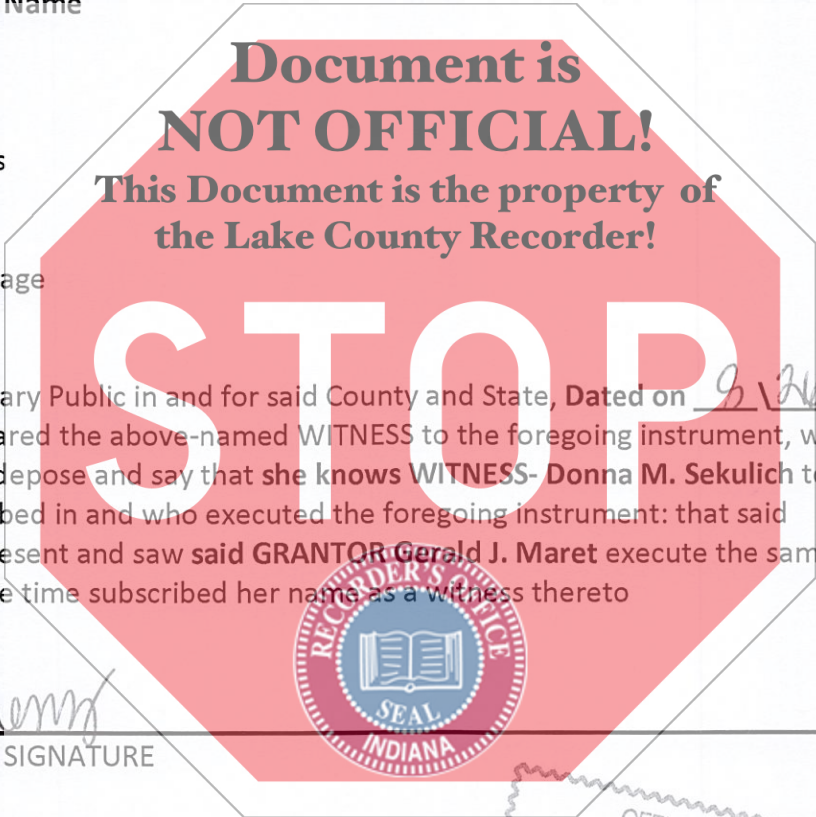 Name
Document is
NOT OFFICIAL!
This Document is the property of
the Lake County Recorder!
s
age
STOP
ary Public in and for said County and State, Dated on
ared the above-named WITNESS to the foregoing instrument, w
depose and say that she knows WITNESS- Donna M. Sekulich to
bed in and who executed the foregoing instrument: that said
esent and saw said GRANTOR Gerald J. Maret execute the sam
e time subscribed her name as a witness thereto
RECORDER'S OFFICE
SEAL
INDIANA
SIGNATURE